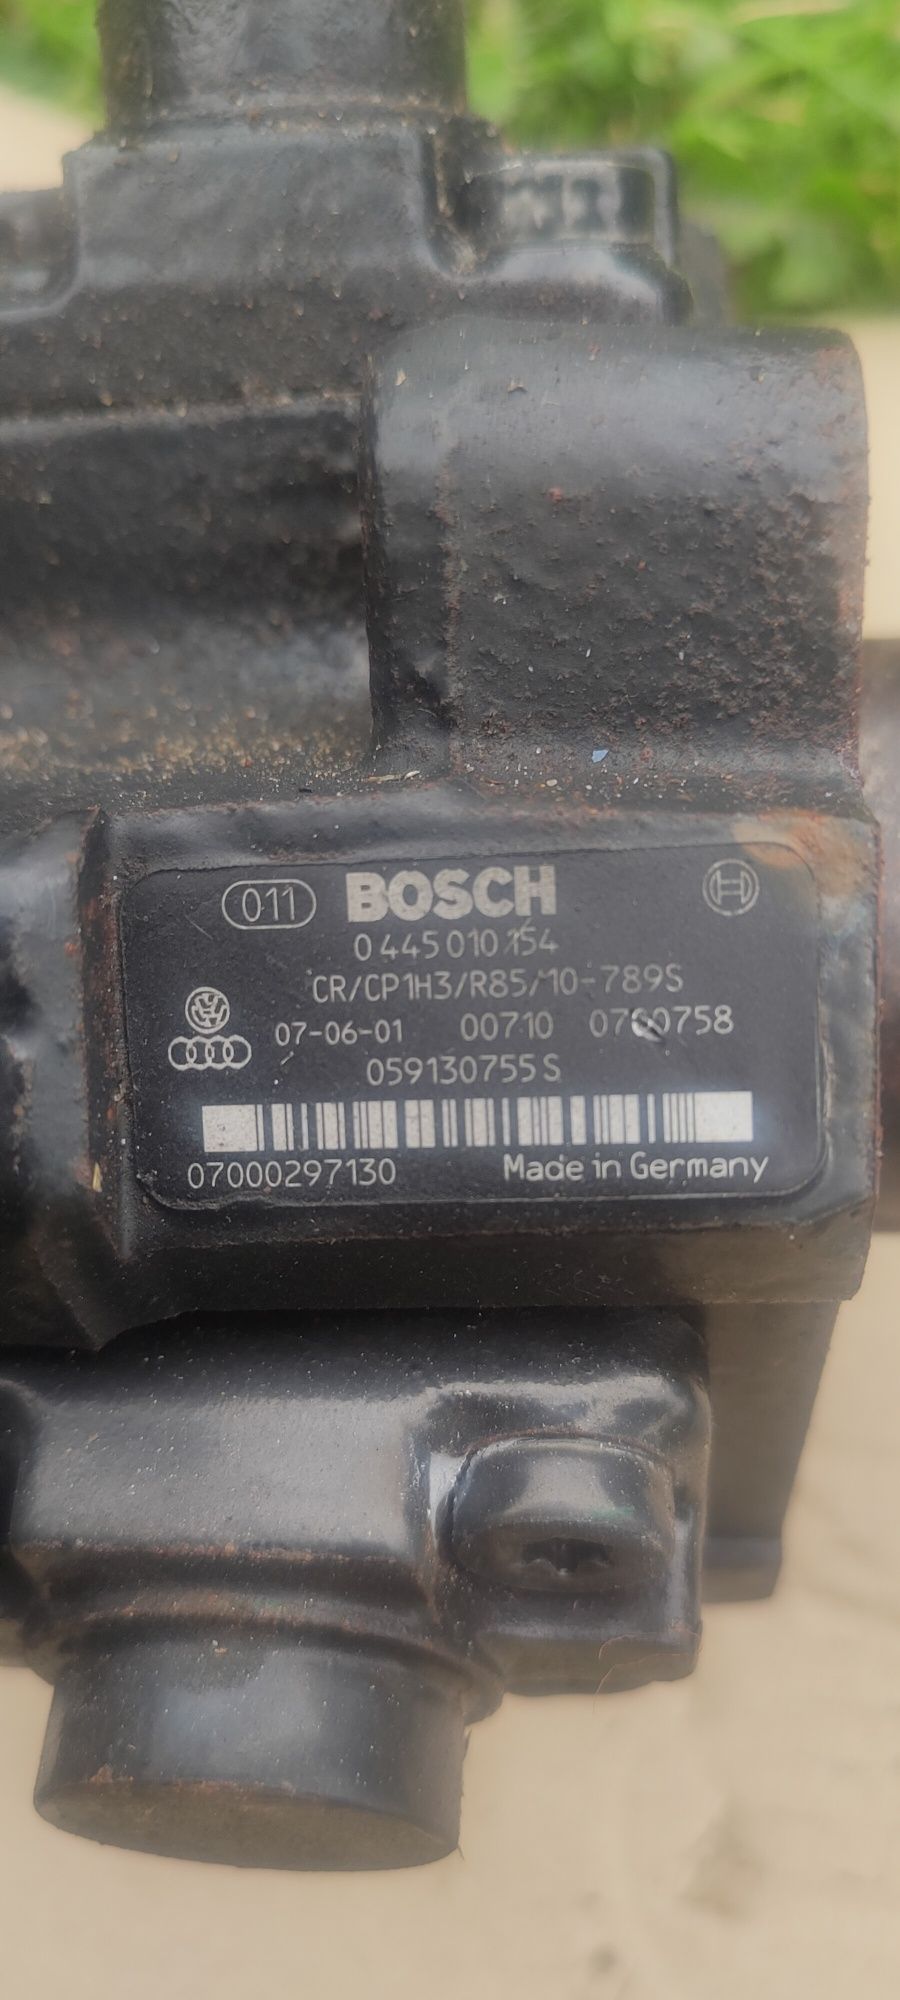 011 BOSCH
0 445 010 154
CR/CP1H3/R85/10-789S
07-06-01 00710 0700758
059130755 S
07000297130 Made in Germany